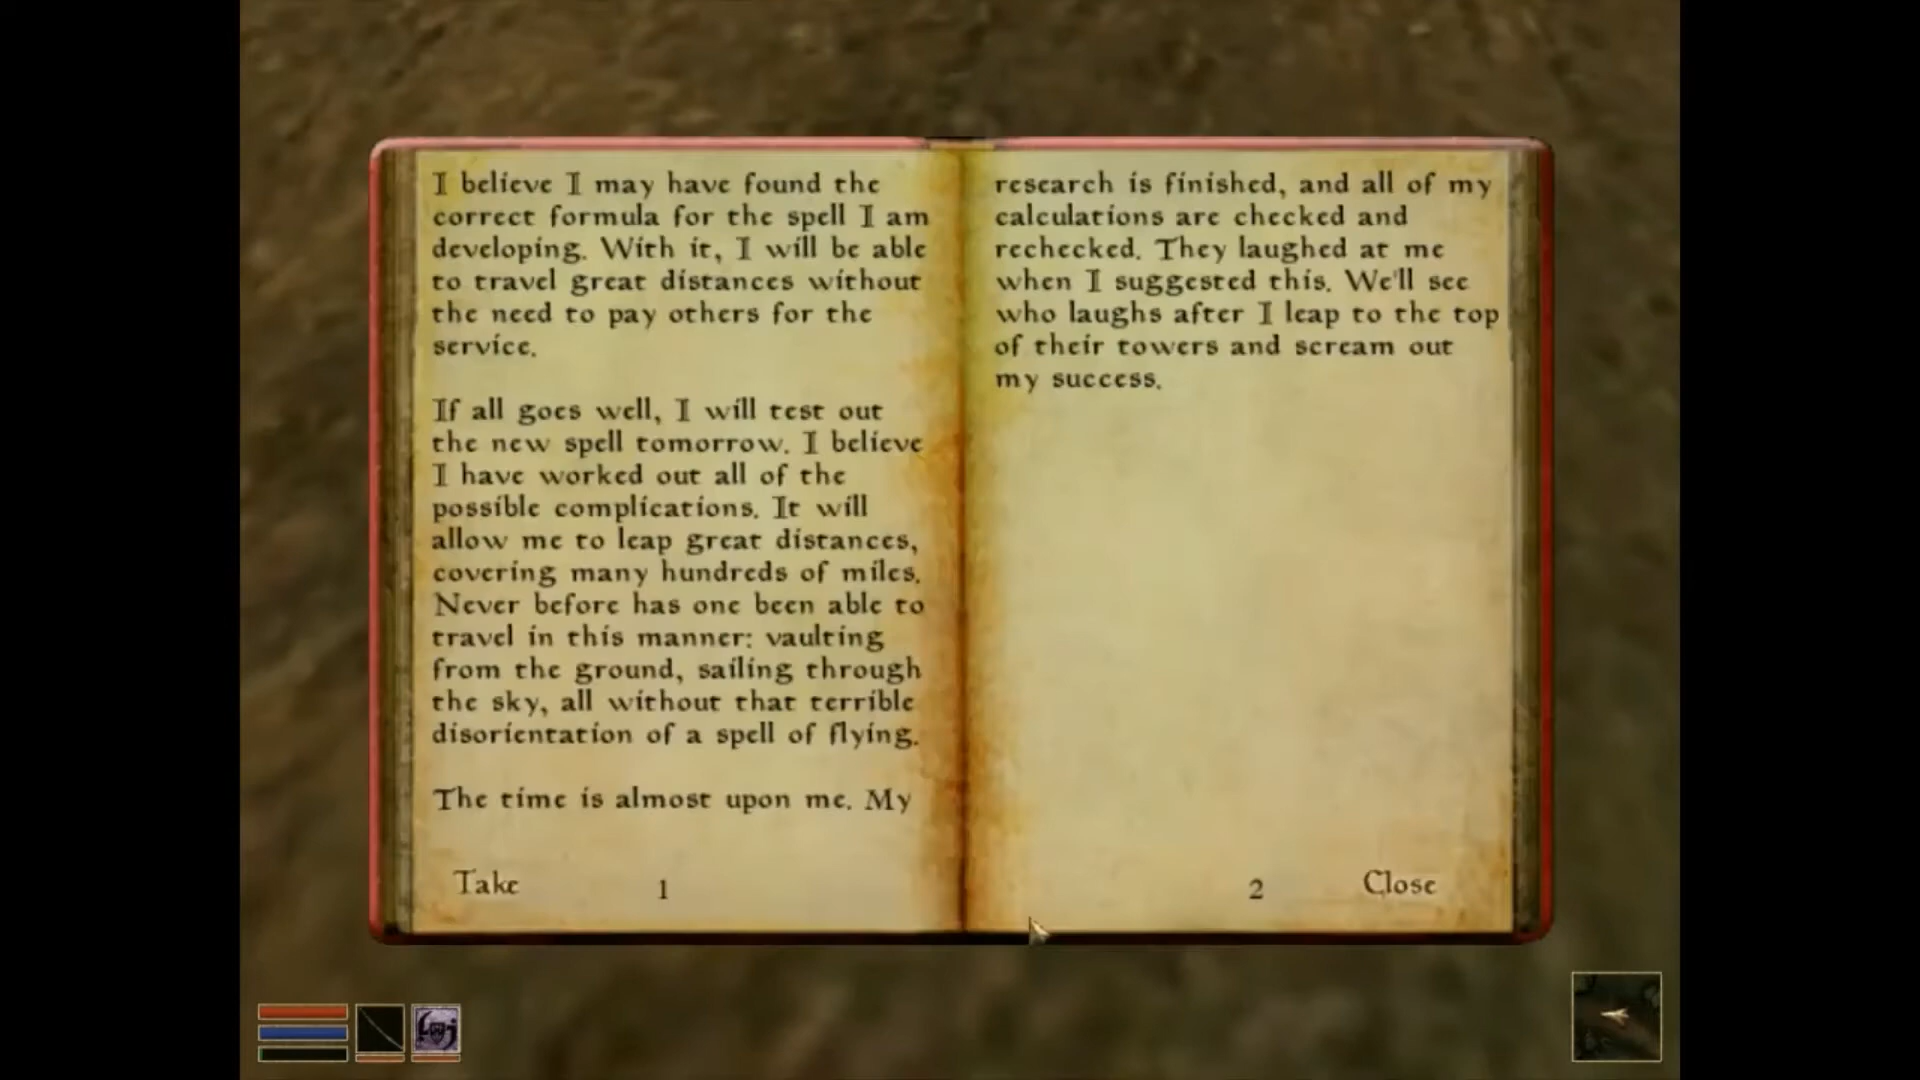 I believe I may have found the
correct formula for the spell I am
developing. With it, I will be able
to travel great distances without
the need to pay others for the
service.
If all goes well, I will test out
the new spell tomorrow. I believe
I have worked out all of the
possible complications. It will
allow me to leap great distances,
covering many hundreds of miles.
Never before has one been able to
travel in this manner: vaulting
from the ground, sailing through
the sky, all without that terrible
disorientation of a spell of flying.
The time is almost upon me. My
Take
1
research is finished, and all of my
calculations are checked and
rechecked. They laughed at me
when I suggested this. We'll see
who laughs after I leap to the top
of their towers and scream out
my success.
2
Close